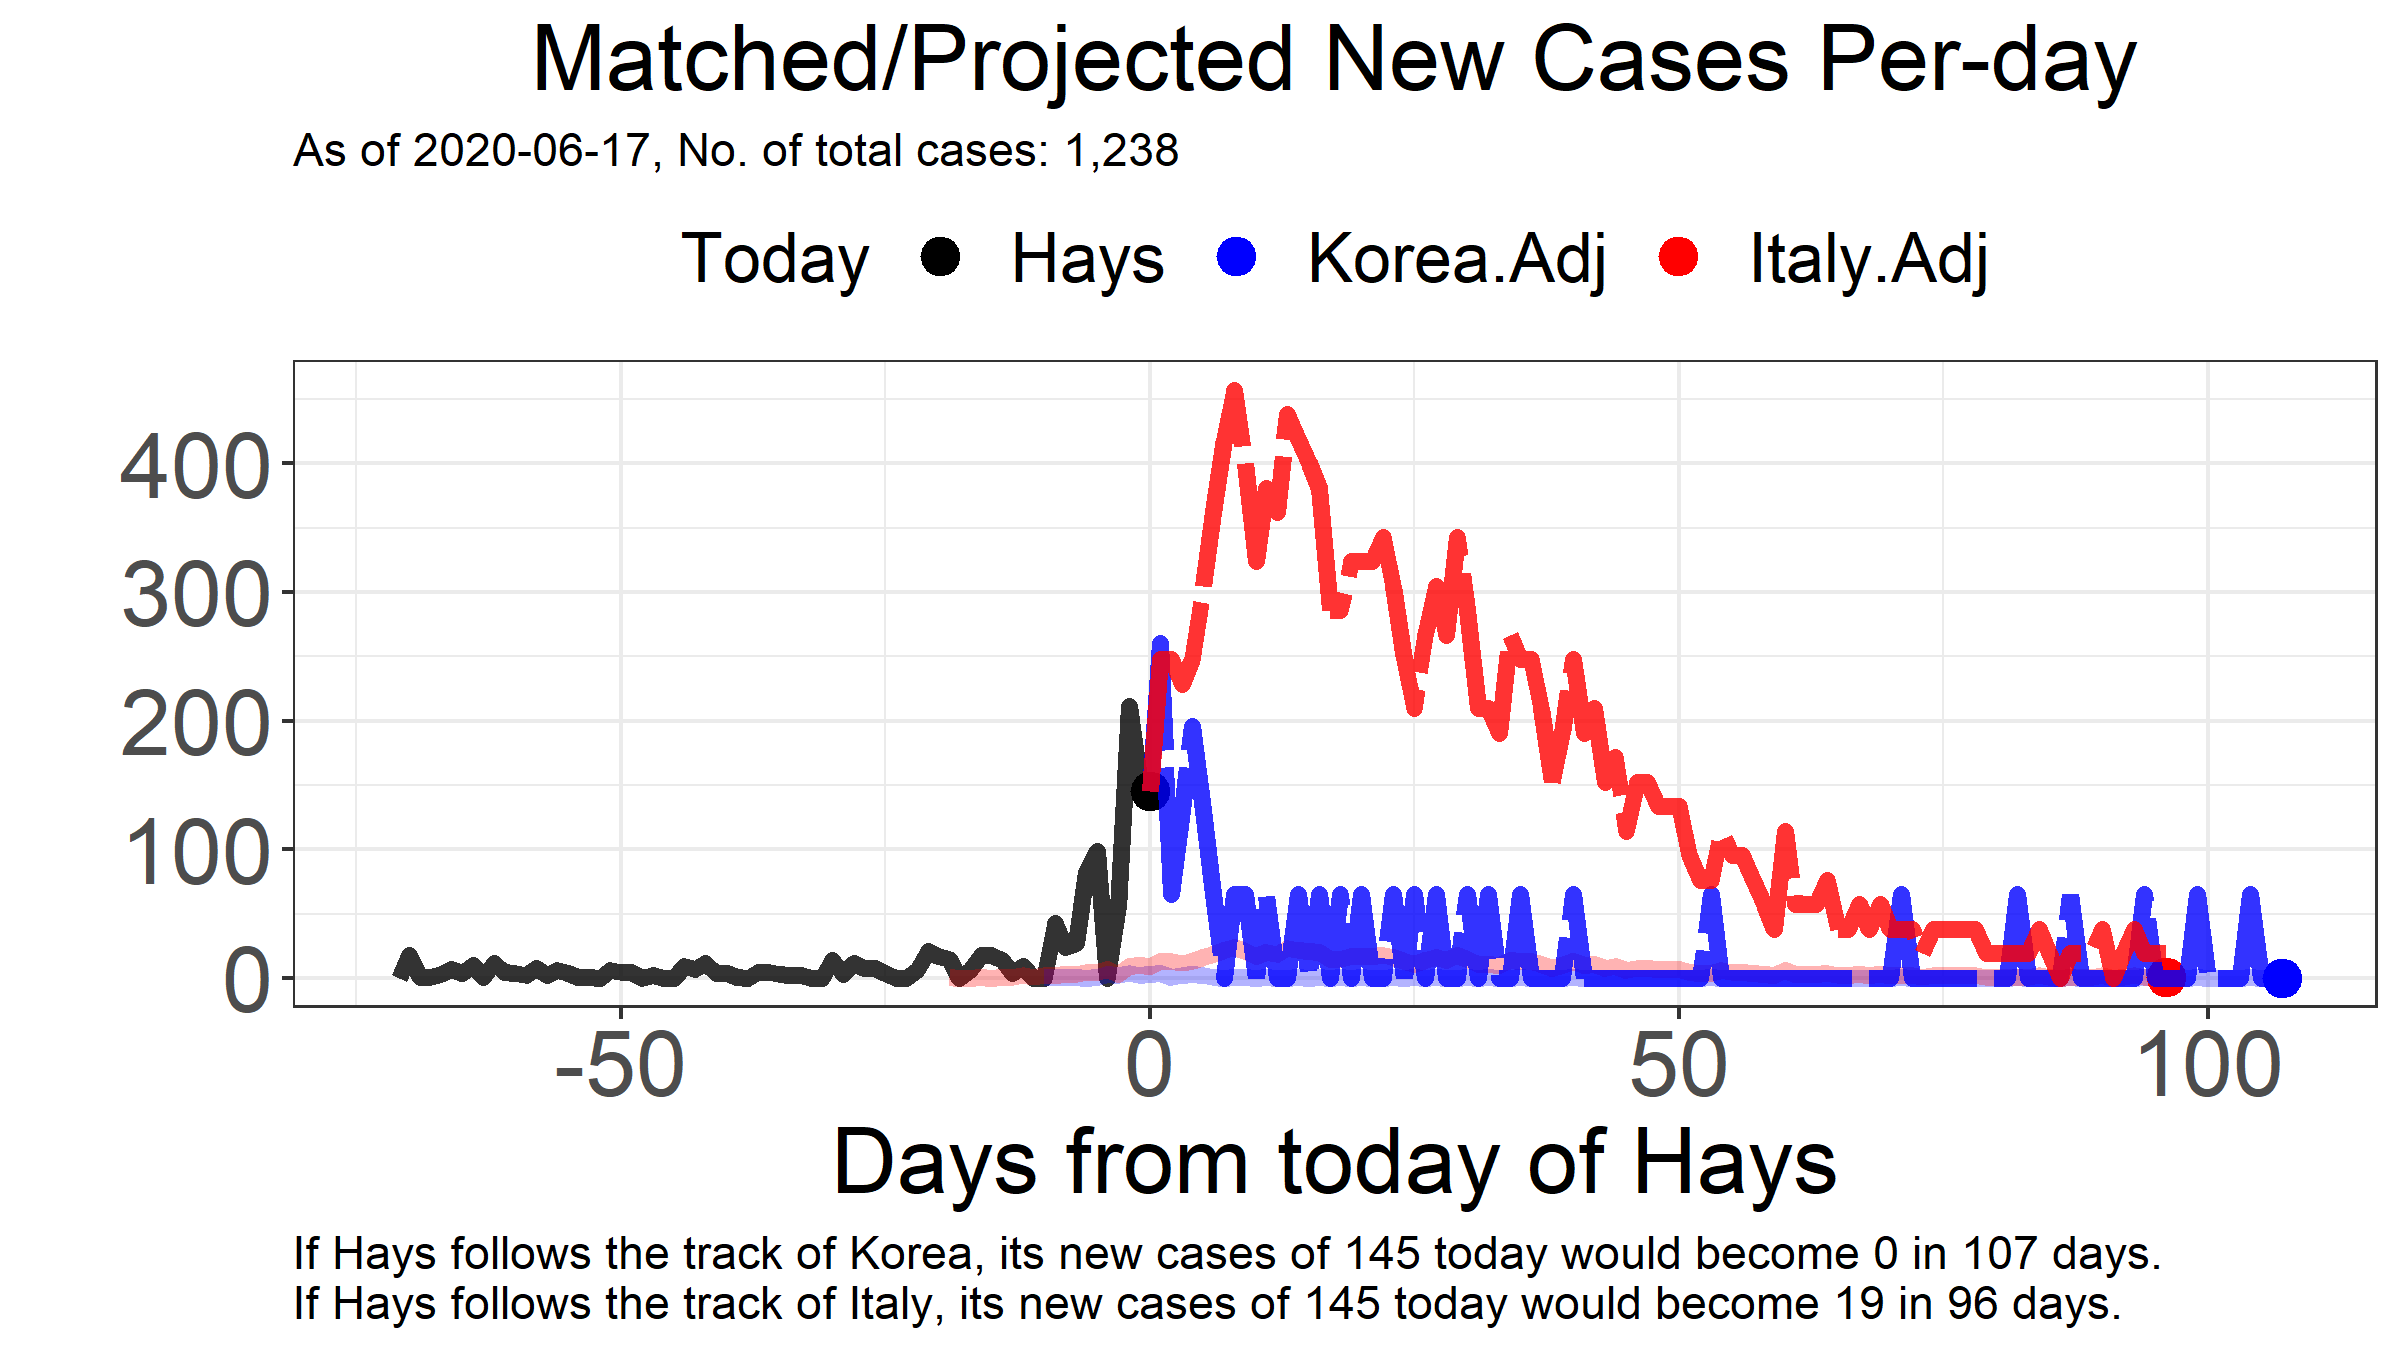 Matched/Projected New Cases Per-day
As of 2020-06-17, No. of total cases: 1,238
Today Hays Korea.Adj Italy.Adj
400
300
200
100
0
-50 0 50 100
Days from today of Hays
If Hays follows the track of Korea, its new cases of 145 today would become 0 in 107 days.
If Hays follows the track of Italy, its new cases of 145 today would become 19 in 96 days.